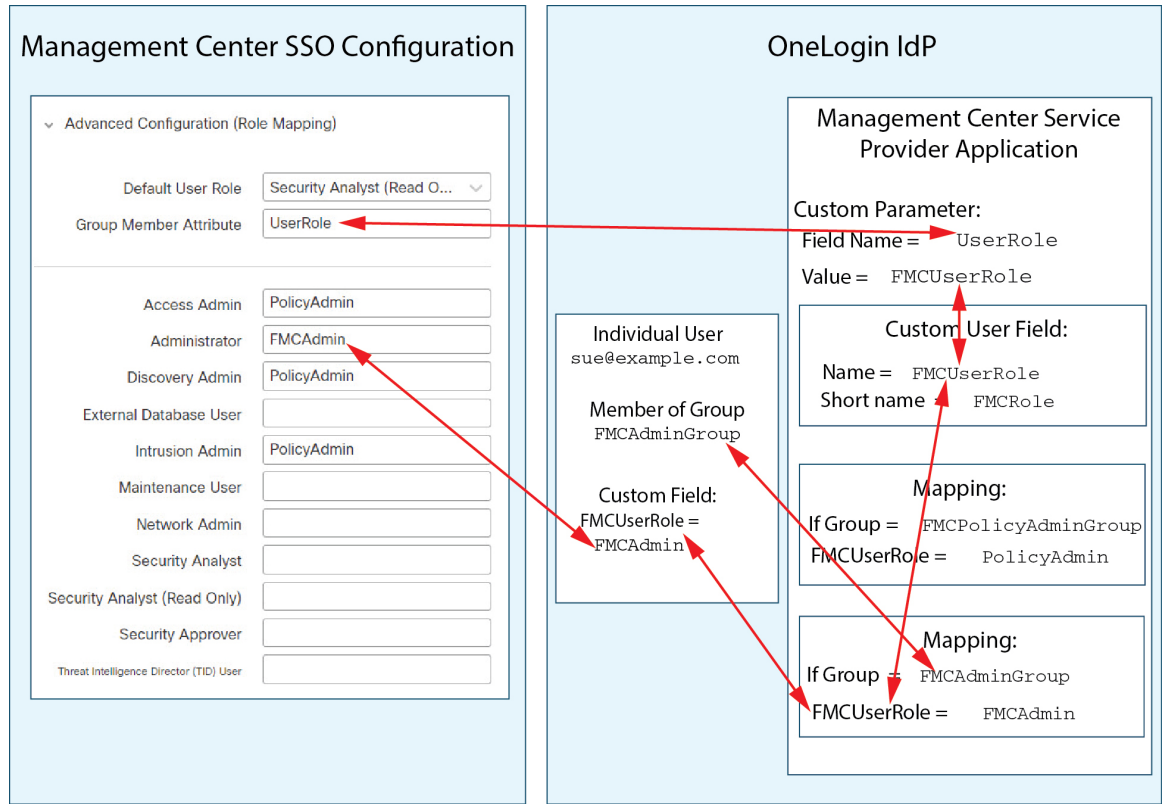 Management Center SSO Configuration
Advanced Configuration (Role Mapping)
Default User Role Security Analyst (Read O...
Group Member Attribute UserRole
Access Admin PolicyAdmin
Administrator FMCAdmin
Discovery Admin PolicyAdmin
External Database User
Intrusion Admin PolicyAdmin
Maintenance User
Network Admin
Security Analyst
Security Analyst (Read Only)
Security Approver
Threat Intelligence Director (TID) User
OneLogin IdP
Individual User
sue@example.com
Member of Group
FMCAdminGroup
Custom Field:
FMCUserRole =
FMCAdmin
Management Center Service
Provider Application
Custom Parameter:
Field Name = UserRole
Value = FMCUserRole
Custom User Field:
Name = FMCUserRole
Short name = FMCRole
Mapping:
If Group = FMCPolicyAdminGroup
FMCUserRole = PolicyAdmin
Mapping:
If Group = FMCAdminGroup
FMCUserRole = FMCAdmin